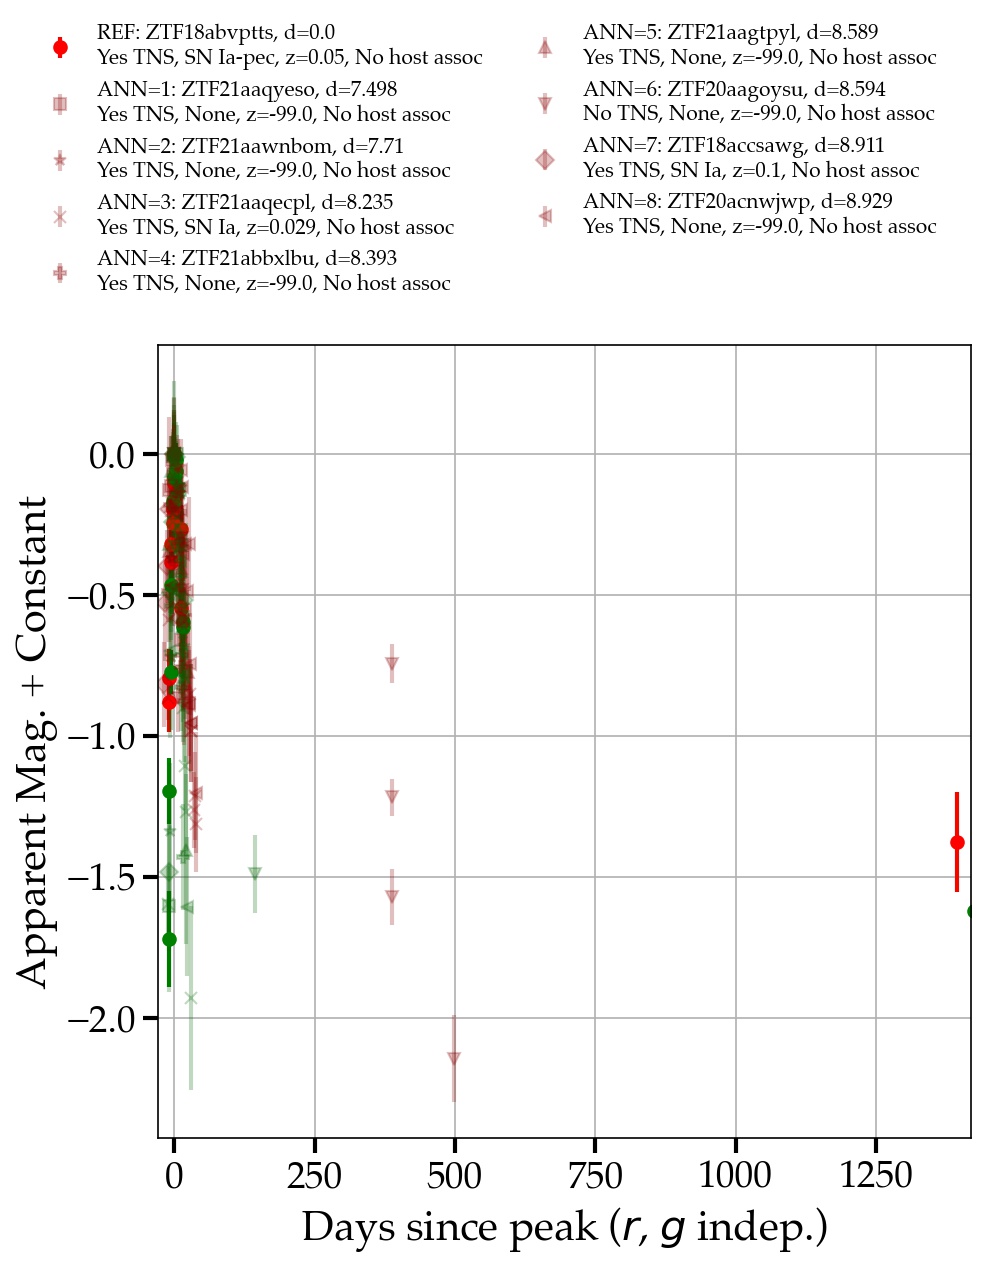 REF: ZTF18abvptts, d=0.0
Yes TNS, SN Ia-pec, z=0.05, No host assoc
ANN=1: ZTF21aaqyeso, d=7.498
Yes TNS, None, z=-99.0, No host assoc
ANN=2: ZTF21aawnbom, d=7.71
Yes TNS, None, z=-99.0, No host assoc
ANN=3: ZTF21aaqecpl, d=8.235
Yes TNS, SN Ia, z=0.029, No host assoc
ANN=4: ZTF21abbxlbu, d=8.393
Yes TNS, None, z=-99.0, No host assoc
ANN=5: ZTF21aagtpyl, d=8.589
Yes TNS, None, z=-99.0, No host assoc
ANN=6: ZTF20aagoysu, d=8.594
No TNS, None, z=-99.0, No host assoc
ANN=7: ZTF18accsawg, d=8.911
Yes TNS, SN Ia, z=0.1, No host assoc
ANN=8: ZTF20acnwjwp, d=8.929
Yes TNS, None, z=-99.0, No host assoc
Apparent Mag. + Constant
0.0
−0.5
−1.0
−1.5
−2.0
0 250 500 750 1000 1250
Days since peak (r, g indep.)